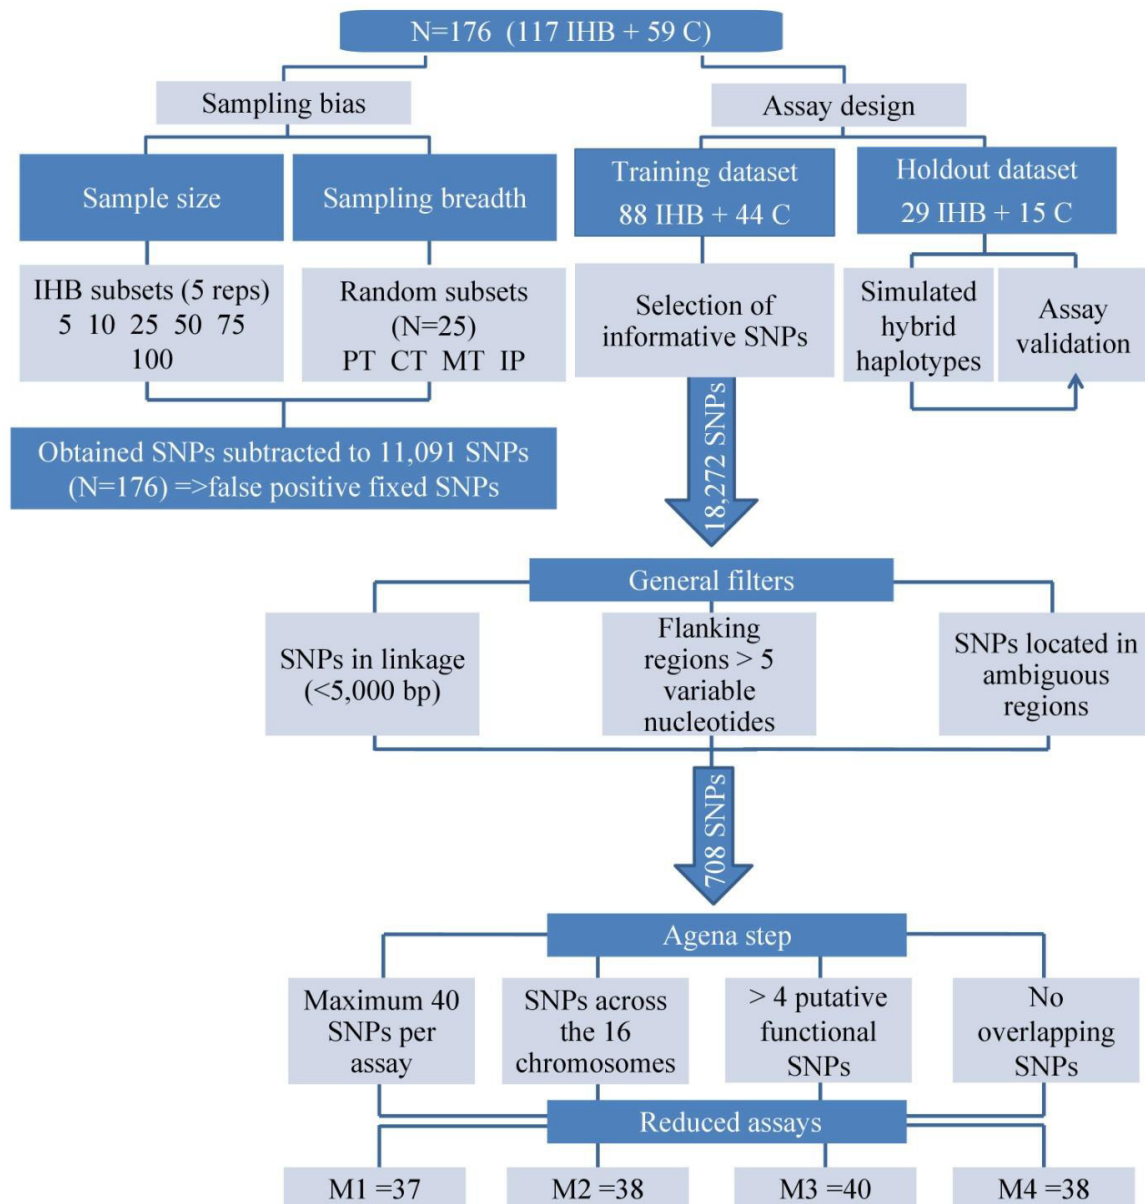 N=176 (117 IHB + 59 C)
Sampling bias
Assay design
Sample size
Sampling breadth
Training dataset
88 IHB + 44 C
Holdout dataset
29 IHB + 15 C
IHB subsets (5 reps)
5 10 25 50 75
100
Random subsets
(N=25)
PT CT MT IP
Selection of
informative SNPs
Simulated
hybrid
haplotypes
Assay
validation
Obtained SNPs subtracted to 11,091 SNPs
(N=176) =>false positive fixed SNPs
18,272 SNPs
General filters
SNPs in linkage
(<5,000 bp)
Flanking
regions > 5
variable
nucleotides
SNPs located in
ambiguous
regions
708 SNPs
Agena step
Maximum 40
SNPs per
assay
SNPs across
the 16
chromosomes
> 4 putative
functional
SNPs
No
overlapping
SNPs
Reduced assays
M1 =37
M2 =38
M3 =40
M4 =38